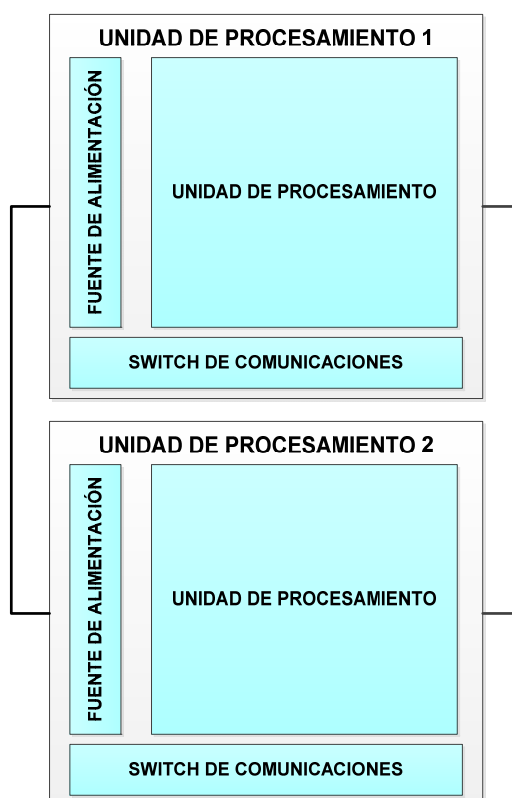 UNIDAD DE PROCESAMIENTO 1
FUENTE DE ALIMENTACIÓN
UNIDAD DE PROCESAMIENTO
SWITCH DE COMUNICACIONES
UNIDAD DE PROCESAMIENTO 2
FUENTE DE ALIMENTACIÓN
UNIDAD DE PROCESAMIENTO
SWITCH DE COMUNICACIONES